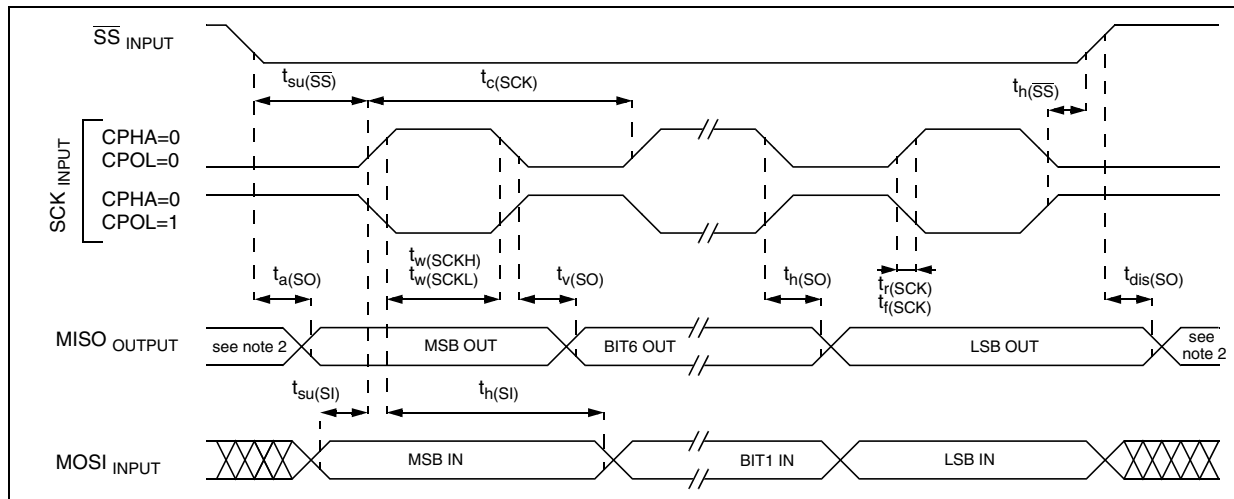 SS INPUT
tsu(SS)
tc(SCK)
th(SS)
SCK INPUT
CPHA=0
CPOL=0
CPHA=0
CPOL=1
ta(SO)
tw(SCKH)
tw(SCKL)
tv(SO)
th(SO)
tr(SCK)
tf(SCK)
tdis(SO)
MISO OUTPUT
see note 2
MSB OUT
BIT6 OUT
LSB OUT
see
note 2
tsu(SI)
th(SI)
MOSI INPUT
MSB IN
BIT1 IN
LSB IN